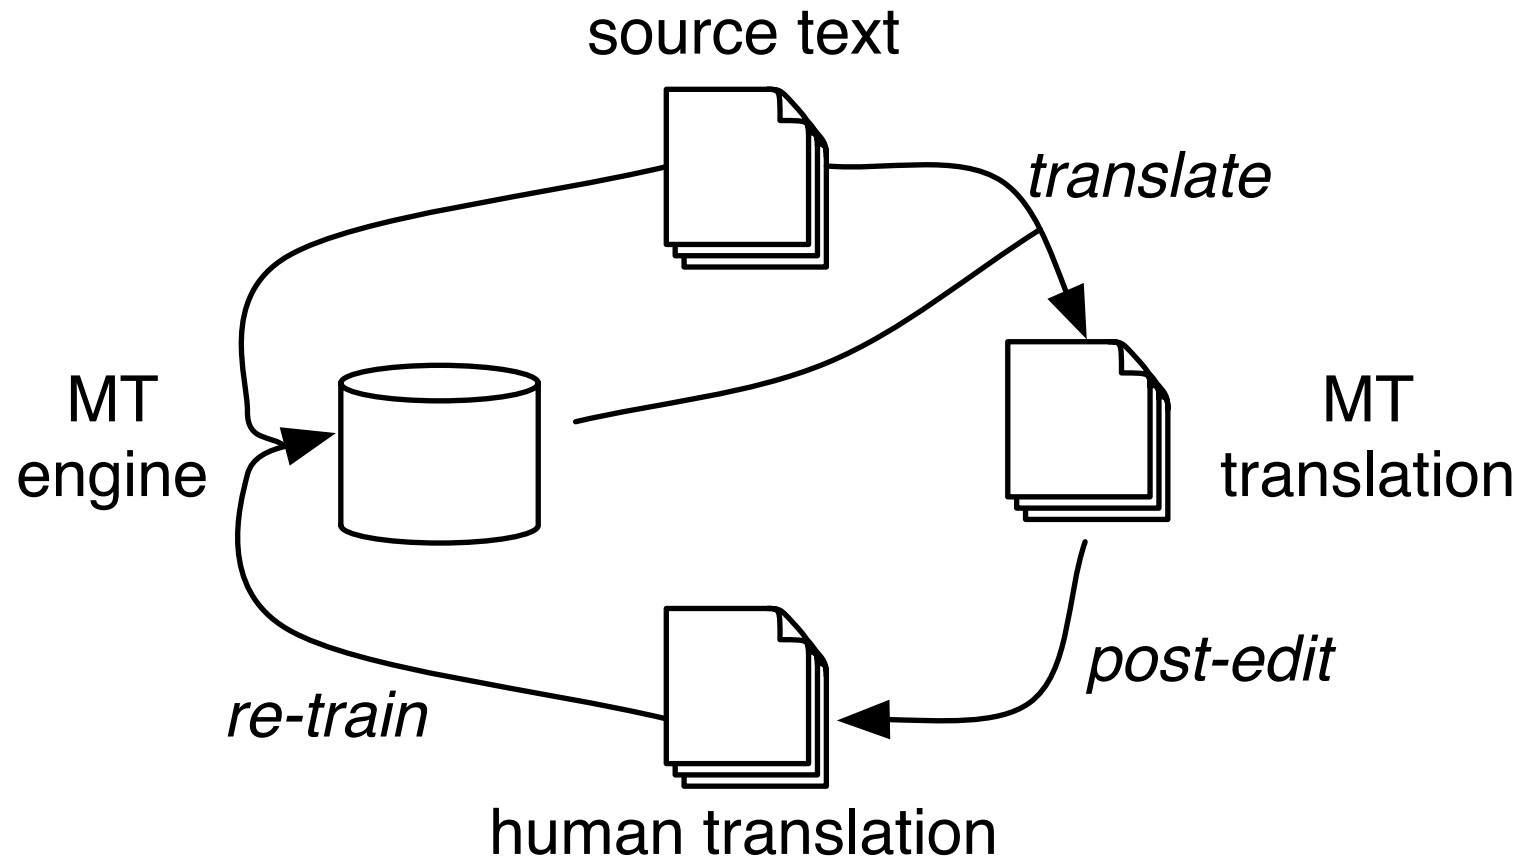 source text
translate
MT
engine
MT
translation
post-edit
re-train
human translation